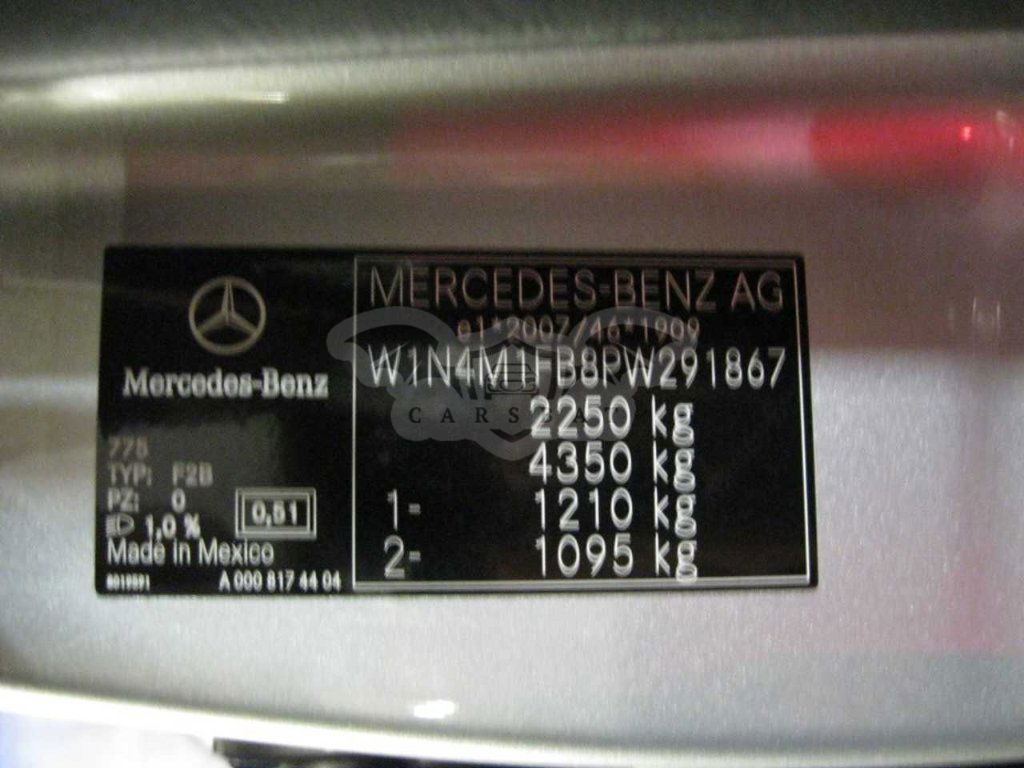 Mercedes-Benz
775
TYP: F2B
PZ: 0
1,0 %
0,51
Made in Mexico
A 000 817 44 04
MERCEDES-BENZ AG
e1*2007/46*1909
W1N4M1FB8PW291867
2250 kg
4350 kg
1- 1210 kg
2- 1095 kg
CARSBAT